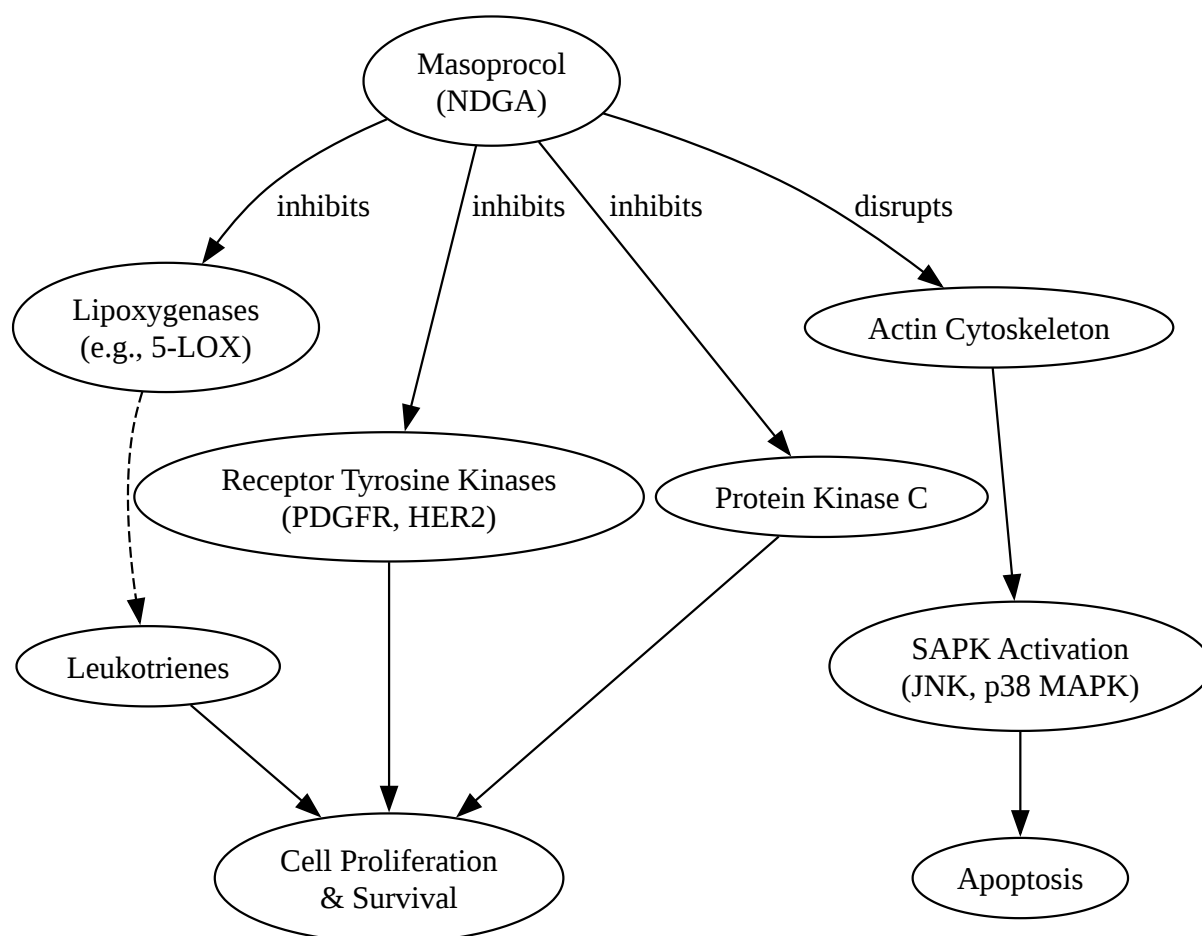 Masoprocol
(NDGA)
inhibits
inhibits
inhibits
disrupts
Lipoxygenases
(e.g., 5-LOX)
Actin Cytoskeleton
Receptor Tyrosine Kinases
(PDGFR, HER2)
Protein Kinase C
Leukotrienes
SAPK Activation
(JNK, p38 MAPK)
Cell Proliferation
& Survival
Apoptosis